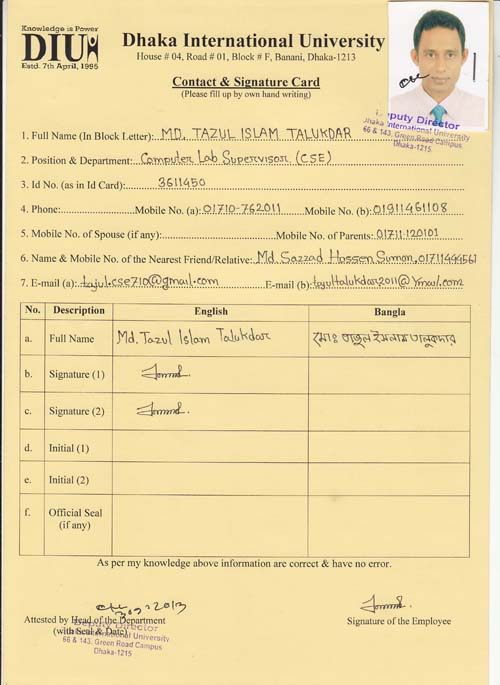 Knowledge is Power
DIU
Estd. 7th April, 1995
Dhaka International University
House # 04, Road # 01, Block # F, Banani, Dhaka-1213
Contact & Signature Card
(Please fill up by own hand writing)
Deputy Director
Dhaka International University
66 & 143, Green Road Campus
Dhaka-1215
1. Full Name (In Block Letter): MD. TAZUL ISLAM TALUKDAR
2. Position & Department: Computer Lab Supervisor (CSE)
3. Id No. (as in Id Card): 3611450
4. Phone: Mobile No. (a): 01710-762011 Mobile No. (b): 01911461108
5. Mobile No. of Spouse (if any): Mobile No. of Parents: 01711-120101
6. Name & Mobile No. of the Nearest Friend/Relative: Md. Sazzad Hossen Suman, 01711444561
7. E-mail (a): tajul.cse710@gmail.com E-mail (b): tajultalukdar2011@Ymail.com
No. Description English Bangla
a. Full Name Md. Tazul Islam Talukdar মোঃ তাজুল ইসলাম তালুকদার
b. Signature (1)
c. Signature (2)
d. Initial (1)
e. Initial (2)
f. Official Seal (if any)
As per my knowledge above information are correct & have no error.
Attested by Head of the Department Signature of the Employee
(with Seal & Date)
Deputy Director
Dhaka International University
66 & 143, Green Road Campus
Dhaka-1215